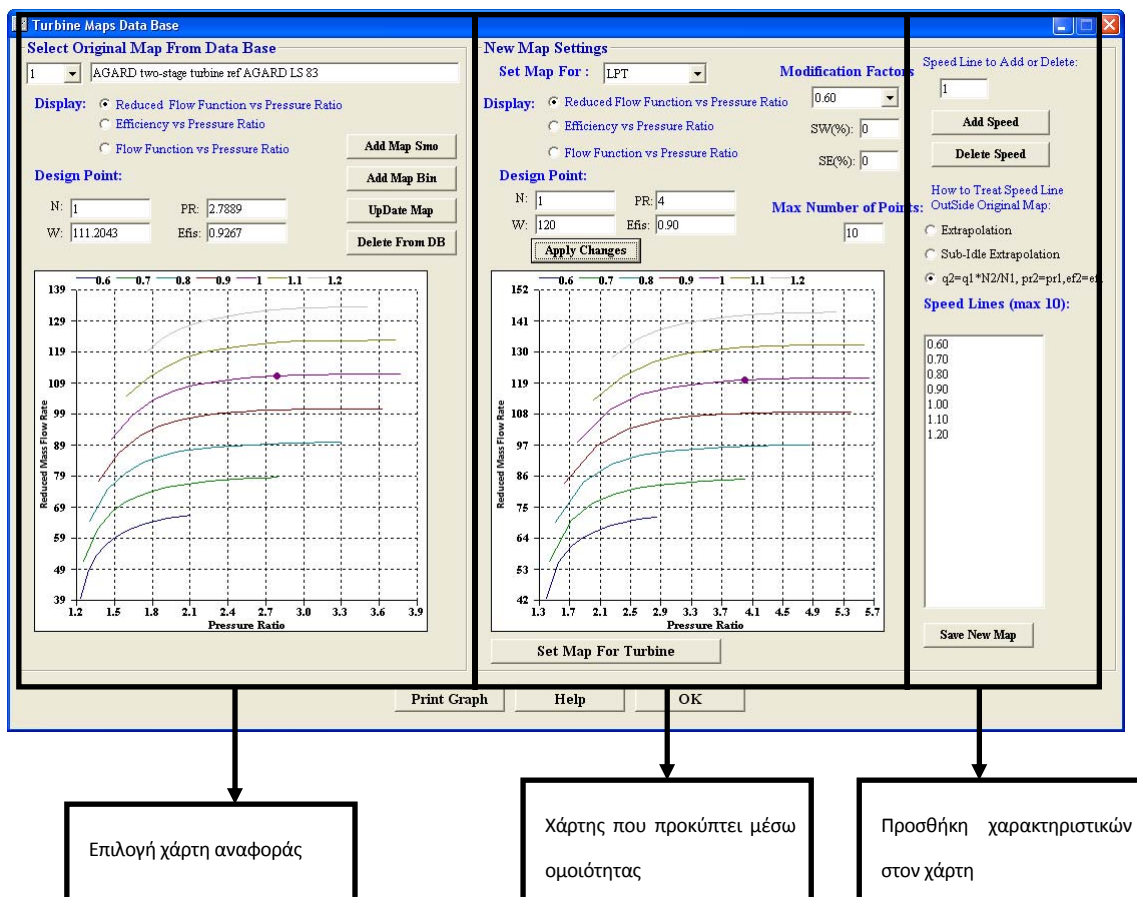 Turbine Maps Data Base
Select Original Map From Data Base
1 AGARD two-stage turbine ref AGARD LS 83
Display: Reduced Flow Function vs Pressure Ratio
Efficiency vs Pressure Ratio
Flow Function vs Pressure Ratio
Add Map Smo
Add Map Bin
UpDate Map
Delete From DB
Design Point:
N: 1 PR: 2.7889
W: 111.2043 Efis: 0.9267
0.6 0.7 0.8 0.9 1 1.1 1.2
139
129
119
109
99
89
79
69
59
49
39
Reduced Mass Flow Rate
1.2 1.5 1.8 2.1 2.4 2.7 3.0 3.3 3.6 3.9
Pressure Ratio
New Map Settings
Set Map For : LPT
Modification Factors
0.60
SW(%): 0
SE(%): 0
Display: Reduced Flow Function vs Pressure Ratio
Efficiency vs Pressure Ratio
Flow Function vs Pressure Ratio
Design Point:
N: 1 PR: 4
W: 120 Efis: 0.90
Max Number of Points:
10
Apply Changes
0.6 0.7 0.8 0.9 1 1.1 1.2
152
141
130
119
108
97
86
75
64
53
42
Reduced Mass Flow Rate
1.3 1.7 2.1 2.5 2.9 3.3 3.7 4.1 4.5 4.9 5.3 5.7
Pressure Ratio
Set Map For Turbine
Speed Line to Add or Delete:
1
Add Speed
Delete Speed
How to Treat Speed Line
OutSide Original Map:
Extrapolation
Sub-Idle Extrapolation
q2=q1*N2/N1, pr2=pr1,ef2=ef
Speed Lines (max 10):
0.60
0.70
0.80
0.90
1.00
1.10
1.20
Save New Map
Print Graph Help OK
Επιλογή χάρτη αναφοράς
Χάρτης που προκύπτει μέσω
ομοιότητας
Προσθήκη χαρακτηριστικών
στον χάρτη